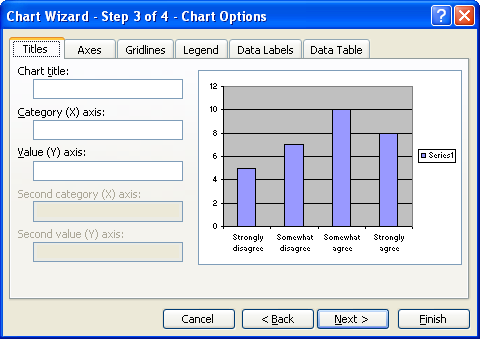 Chart Wizard - Step 3 of 4 - Chart Options
Titles Axes Gridlines Legend Data Labels Data Table
Chart title:
Category (X) axis:
Value (Y) axis:
Second category (X) axis:
Second value (Y) axis:
12
10
8
6
4
2
0
Strongly Somewhat Somewhat Strongly
disagree disagree agree agree
Series1
Cancel < Back Next > Finish